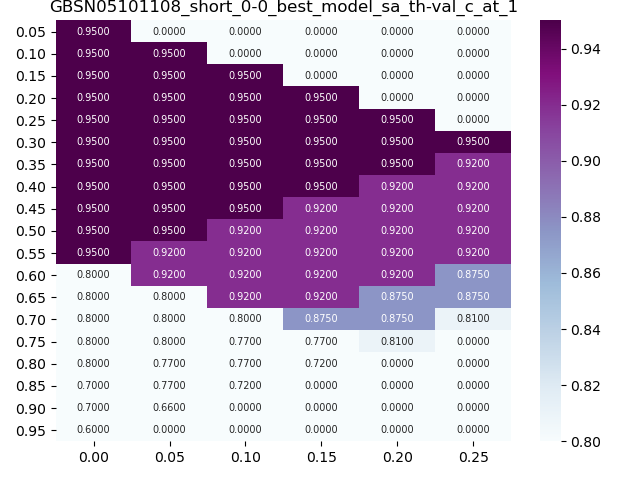 GBSN05101108_short_0-0_best_model_sa_th-val_c_at_1
0.05 0.9500 0.0000 0.0000 0.0000 0.0000 0.0000
0.10 0.9500 0.9500 0.0000 0.0000 0.0000 0.0000
0.15 0.9500 0.9500 0.9500 0.0000 0.0000 0.0000
0.20 0.9500 0.9500 0.9500 0.9500 0.0000 0.0000
0.25 0.9500 0.9500 0.9500 0.9500 0.9500 0.0000
0.30 0.9500 0.9500 0.9500 0.9500 0.9500 0.9500
0.35 0.9500 0.9500 0.9500 0.9500 0.9500 0.9200
0.40 0.9500 0.9500 0.9500 0.9500 0.9200 0.9200
0.45 0.9500 0.9500 0.9500 0.9200 0.9200 0.9200
0.50 0.9500 0.9500 0.9200 0.9200 0.9200 0.9200
0.55 0.9500 0.9200 0.9200 0.9200 0.9200 0.9200
0.60 0.8000 0.9200 0.9200 0.9200 0.9200 0.8750
0.65 0.8000 0.8000 0.9200 0.9200 0.8750 0.8750
0.70 0.8000 0.8000 0.8000 0.8750 0.8750 0.8100
0.75 0.8000 0.8000 0.7700 0.7700 0.8100 0.0000
0.80 0.8000 0.7700 0.7700 0.7200 0.0000 0.0000
0.85 0.7000 0.7700 0.7200 0.0000 0.0000 0.0000
0.90 0.7000 0.6600 0.0000 0.0000 0.0000 0.0000
0.95 0.6000 0.0000 0.0000 0.0000 0.0000 0.0000
0.00 0.05 0.10 0.15 0.20 0.25
0.94
0.92
0.90
0.88
0.86
0.84
0.82
0.80